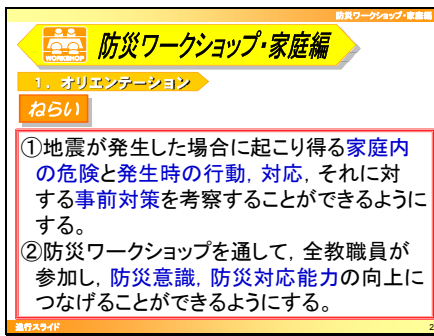 防災ワークショップ・家庭編
WORKSHOP
防災ワークショップ・家庭編
１．オリエンテーション
ねらい
①地震が発生した場合に起こり得る家庭内
の危険と発生時の行動，対応，それに対
する事前対策を考察することができるように
する。
②防災ワークショップを通して，全教職員が
参加し，防災意識，防災対応能力の向上に
つなげることができるようにする。
進行スライド
2